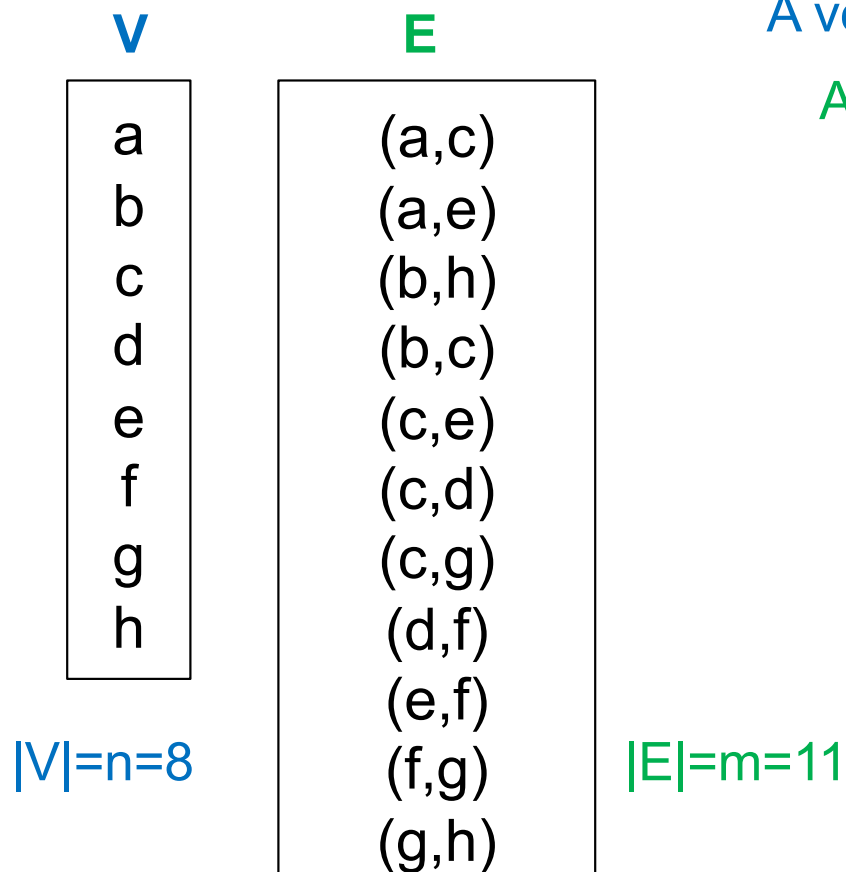 V
E
A
a
b
c
d
e
f
g
h
|V|=n=8
A
(a,c)
(a,e)
(b,h)
(b,c)
(c,e)
(c,d)
(c,g)
(d,f)
(e,f)
(f,g)
(g,h)
|E|=m=11